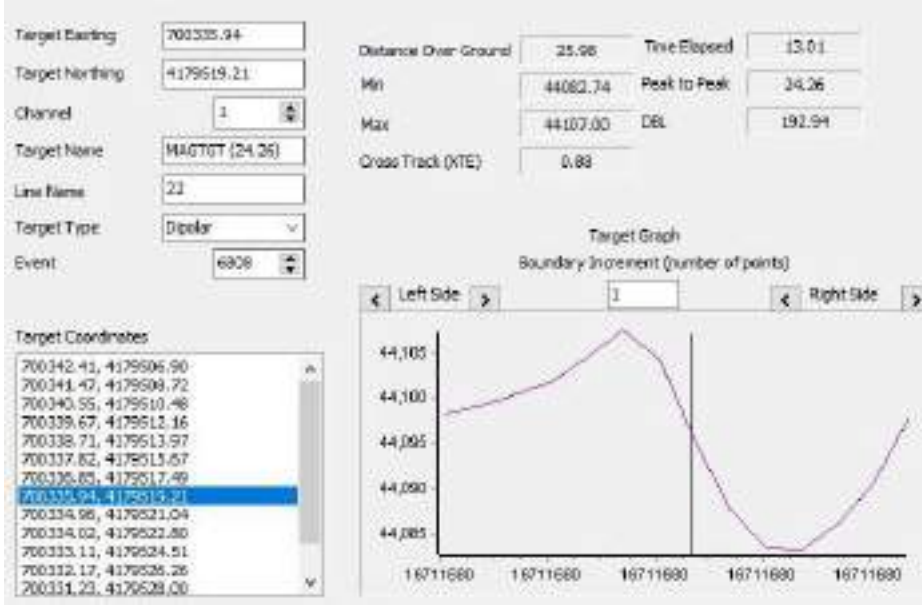 Target Easting 700335.94
Target Northing 4179519.21
Channel 1
Target Name MAGTGT (24.26)
Line Name 22
Target Type Dipolar
Event 6808
Distance Over Ground 25.98 Time Elapsed 13.01
Min 44082.74 Peak to Peak 24.26
Max 44107.00 DBL 192.94
Cross Track (XTE) 0.88
Target Graph
Boundary Increment (number of points)
< Left Side > 1 < Right Side >
44,105
44,100
44,095
44,090
44,085
16711680 16711680 16711680 16711680 16711680
Target Coordinates
700342.41, 4179506.90
700341.47, 4179508.72
700340.55, 4179510.48
700339.67, 4179512.16
700338.71, 4179513.97
700337.82, 4179515.67
700336.85, 4179517.49
700335.94, 4179519.21
700334.98, 4179521.04
700334.02, 4179522.80
700333.11, 4179524.51
700332.17, 4179526.26
700331.23, 4179528.00